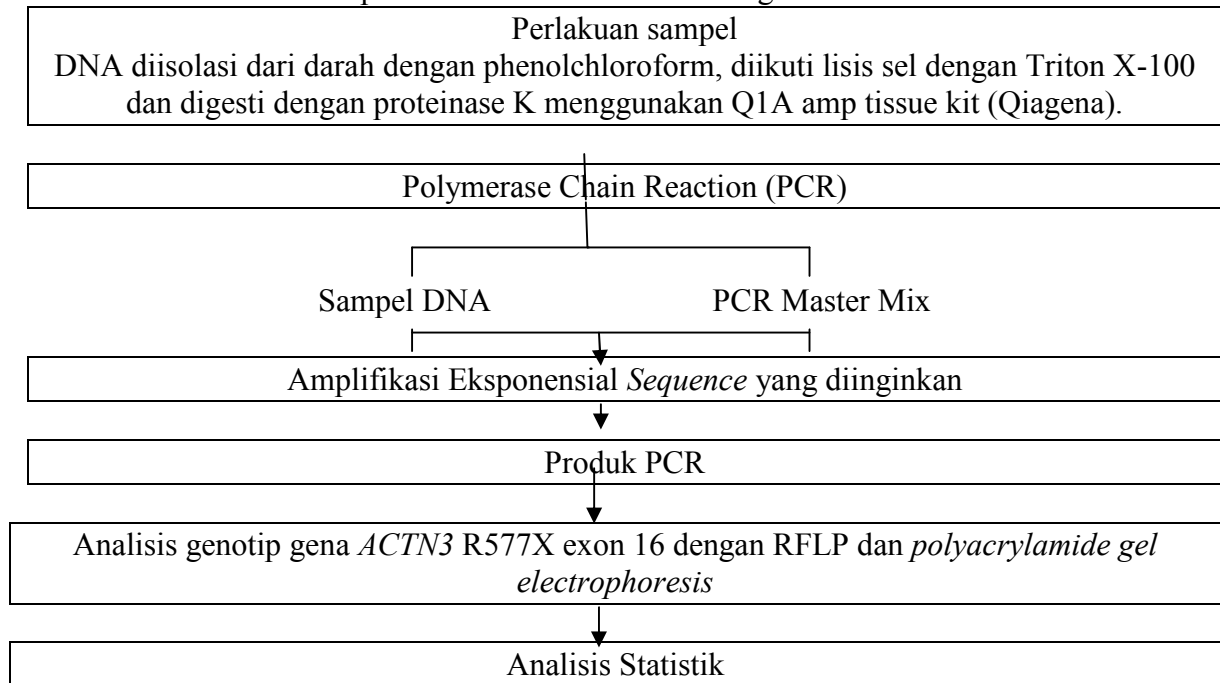 Perlakuan sampel
DNA diisolasi dari darah dengan phenolchloroform, diikuti lisis sel dengan Triton X-100
dan digesti dengan proteinase K menggunakan Q1A amp tissue kit (Qiagena).
Polymerase Chain Reaction (PCR)
Sampel DNA PCR Master Mix
Amplifikasi Eksponensial Sequence yang diinginkan
Produk PCR
Analisis genotip gena ACTN3 R577X exon 16 dengan RFLP dan polyacrylamide gel
electrophoresis
Analisis Statistik